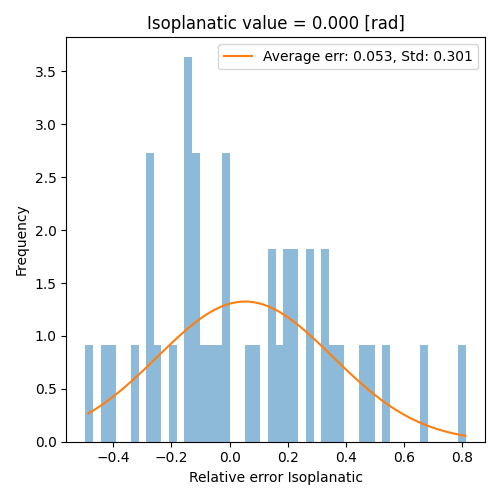 Isoplanatic value = 0.000 [rad]
Average err: 0.053, Std: 0.301
Frequency
3.5
3.0
2.5
2.0
1.5
1.0
0.5
0.0
−0.4 −0.2 0.0 0.2 0.4 0.6 0.8
Relative error Isoplanatic